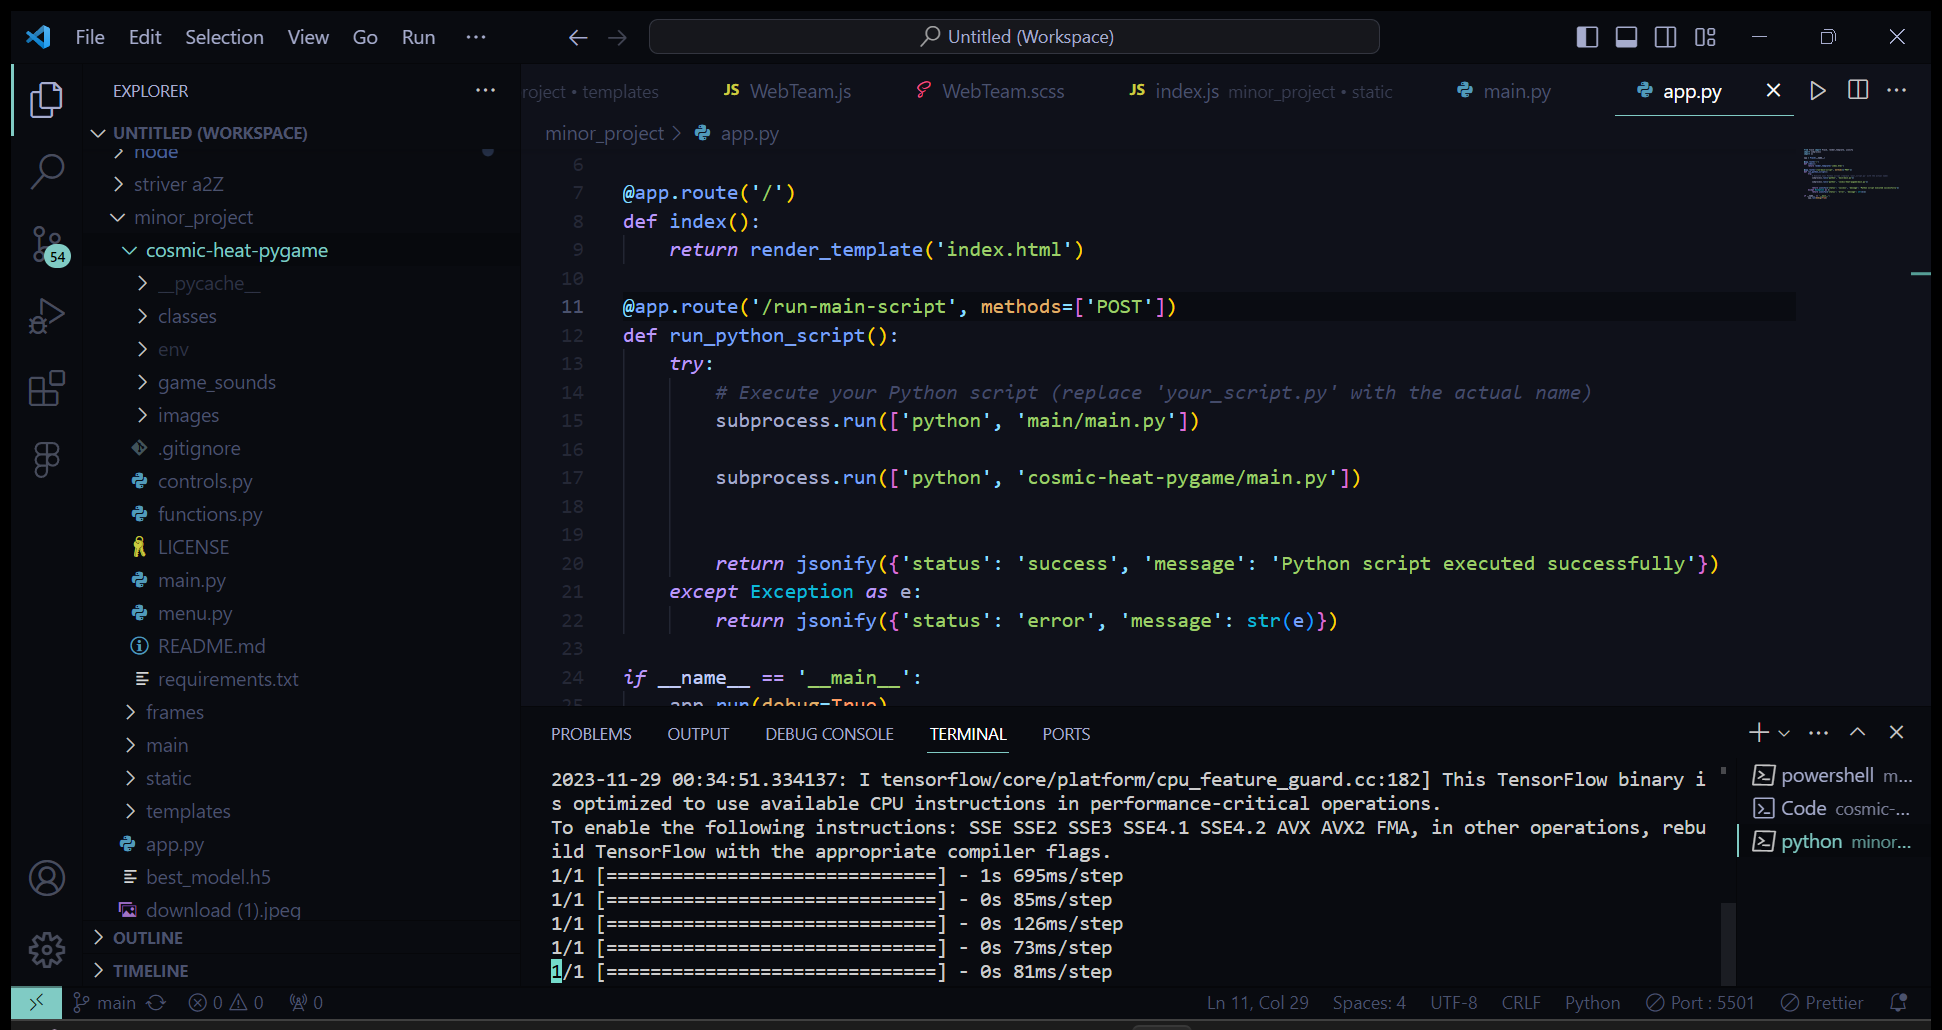 File Edit Selection View Go Run ···
Untitled (Workspace)
EXPLORER
UNTITLED (WORKSPACE)
node
striver a2Z
minor_project
cosmic-heat-pygame
__pycache__
classes
env
game_sounds
images
.gitignore
controls.py
functions.py
LICENSE
main.py
menu.py
README.md
requirements.txt
frames
main
static
templates
app.py
best_model.h5
download (1).jpeg
OUTLINE
TIMELINE
54
roject • templates
JS WebTeam.js
WebTeam.scss
JS index.js minor_project • static
main.py
app.py
minor_project > app.py
6
7 @app.route('/')
8 def index():
9     return render_template('index.html')
10
11 @app.route('/run-main-script', methods=['POST'])
12 def run_python_script():
13     try:
14         # Execute your Python script (replace 'your_script.py' with the actual name)
15         subprocess.run(['python', 'main/main.py'])
16
17         subprocess.run(['python', 'cosmic-heat-pygame/main.py'])
18
19
20         return jsonify({'status': 'success', 'message': 'Python script executed successfully'})
21     except Exception as e:
22         return jsonify({'status': 'error', 'message': str(e)})
23
24 if __name__ == '__main__':
25     app.run(debug=True)
PROBLEMS OUTPUT DEBUG CONSOLE TERMINAL PORTS
2023-11-29 00:34:51.334137: I tensorflow/core/platform/cpu_feature_guard.cc:182] This TensorFlow binary i
s optimized to use available CPU instructions in performance-critical operations.
To enable the following instructions: SSE SSE2 SSE3 SSE4.1 SSE4.2 AVX AVX2 FMA, in other operations, rebu
ild TensorFlow with the appropriate compiler flags.
1/1 [==============================] - 1s 695ms/step
1/1 [==============================] - 0s 85ms/step
1/1 [==============================] - 0s 126ms/step
1/1 [==============================] - 0s 73ms/step
1/1 [==============================] - 0s 81ms/step
powershell m...
Code cosmic-...
python minor...
main 0 0 0
Ln 11, Col 29 Spaces: 4 UTF-8 CRLF Python Port : 5501 Prettier